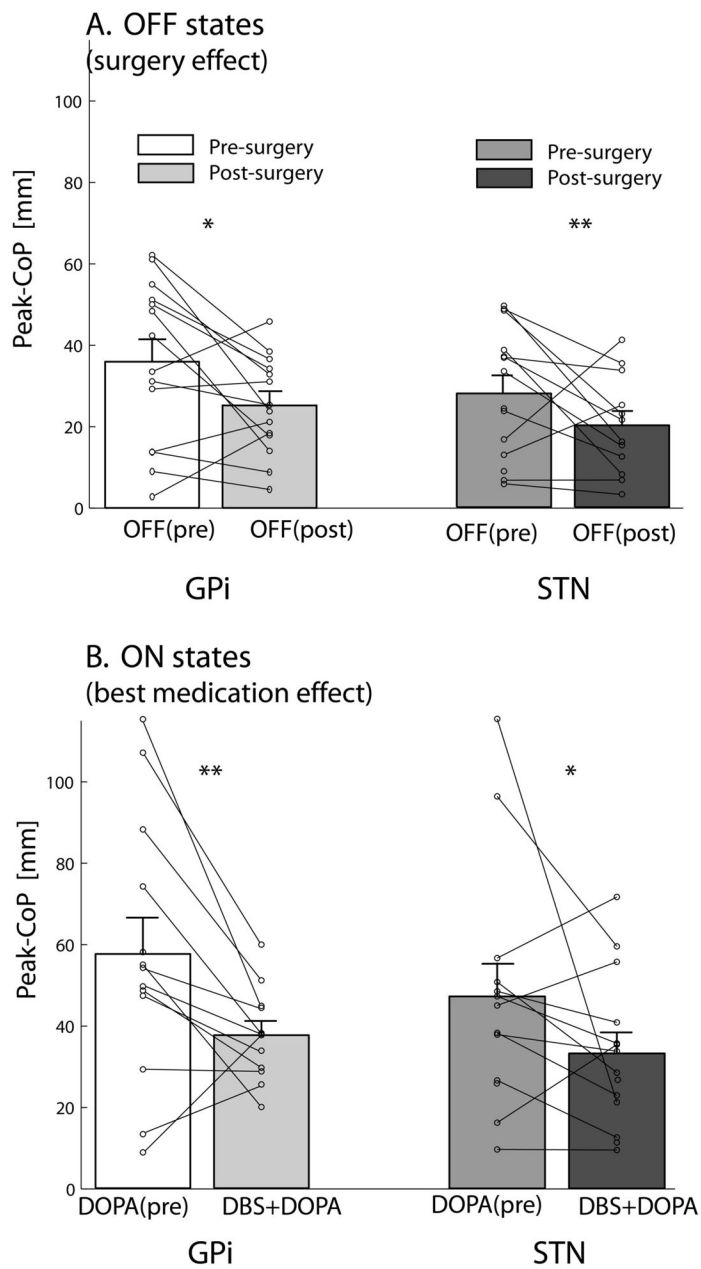 A. OFF states
(surgery effect)
Peak-CoP [mm]
100
80
60
40
20
0
Pre-surgery
Post-surgery
Pre-surgery
Post-surgery
*
**
OFF(pre) OFF(post) OFF(pre) OFF(post)
GPi STN
B. ON states
(best medication effect)
Peak-CoP [mm]
100
80
60
40
20
0
**
*
DOPA(pre) DBS+DOPA DOPA(pre) DBS+DOPA
GPi STN